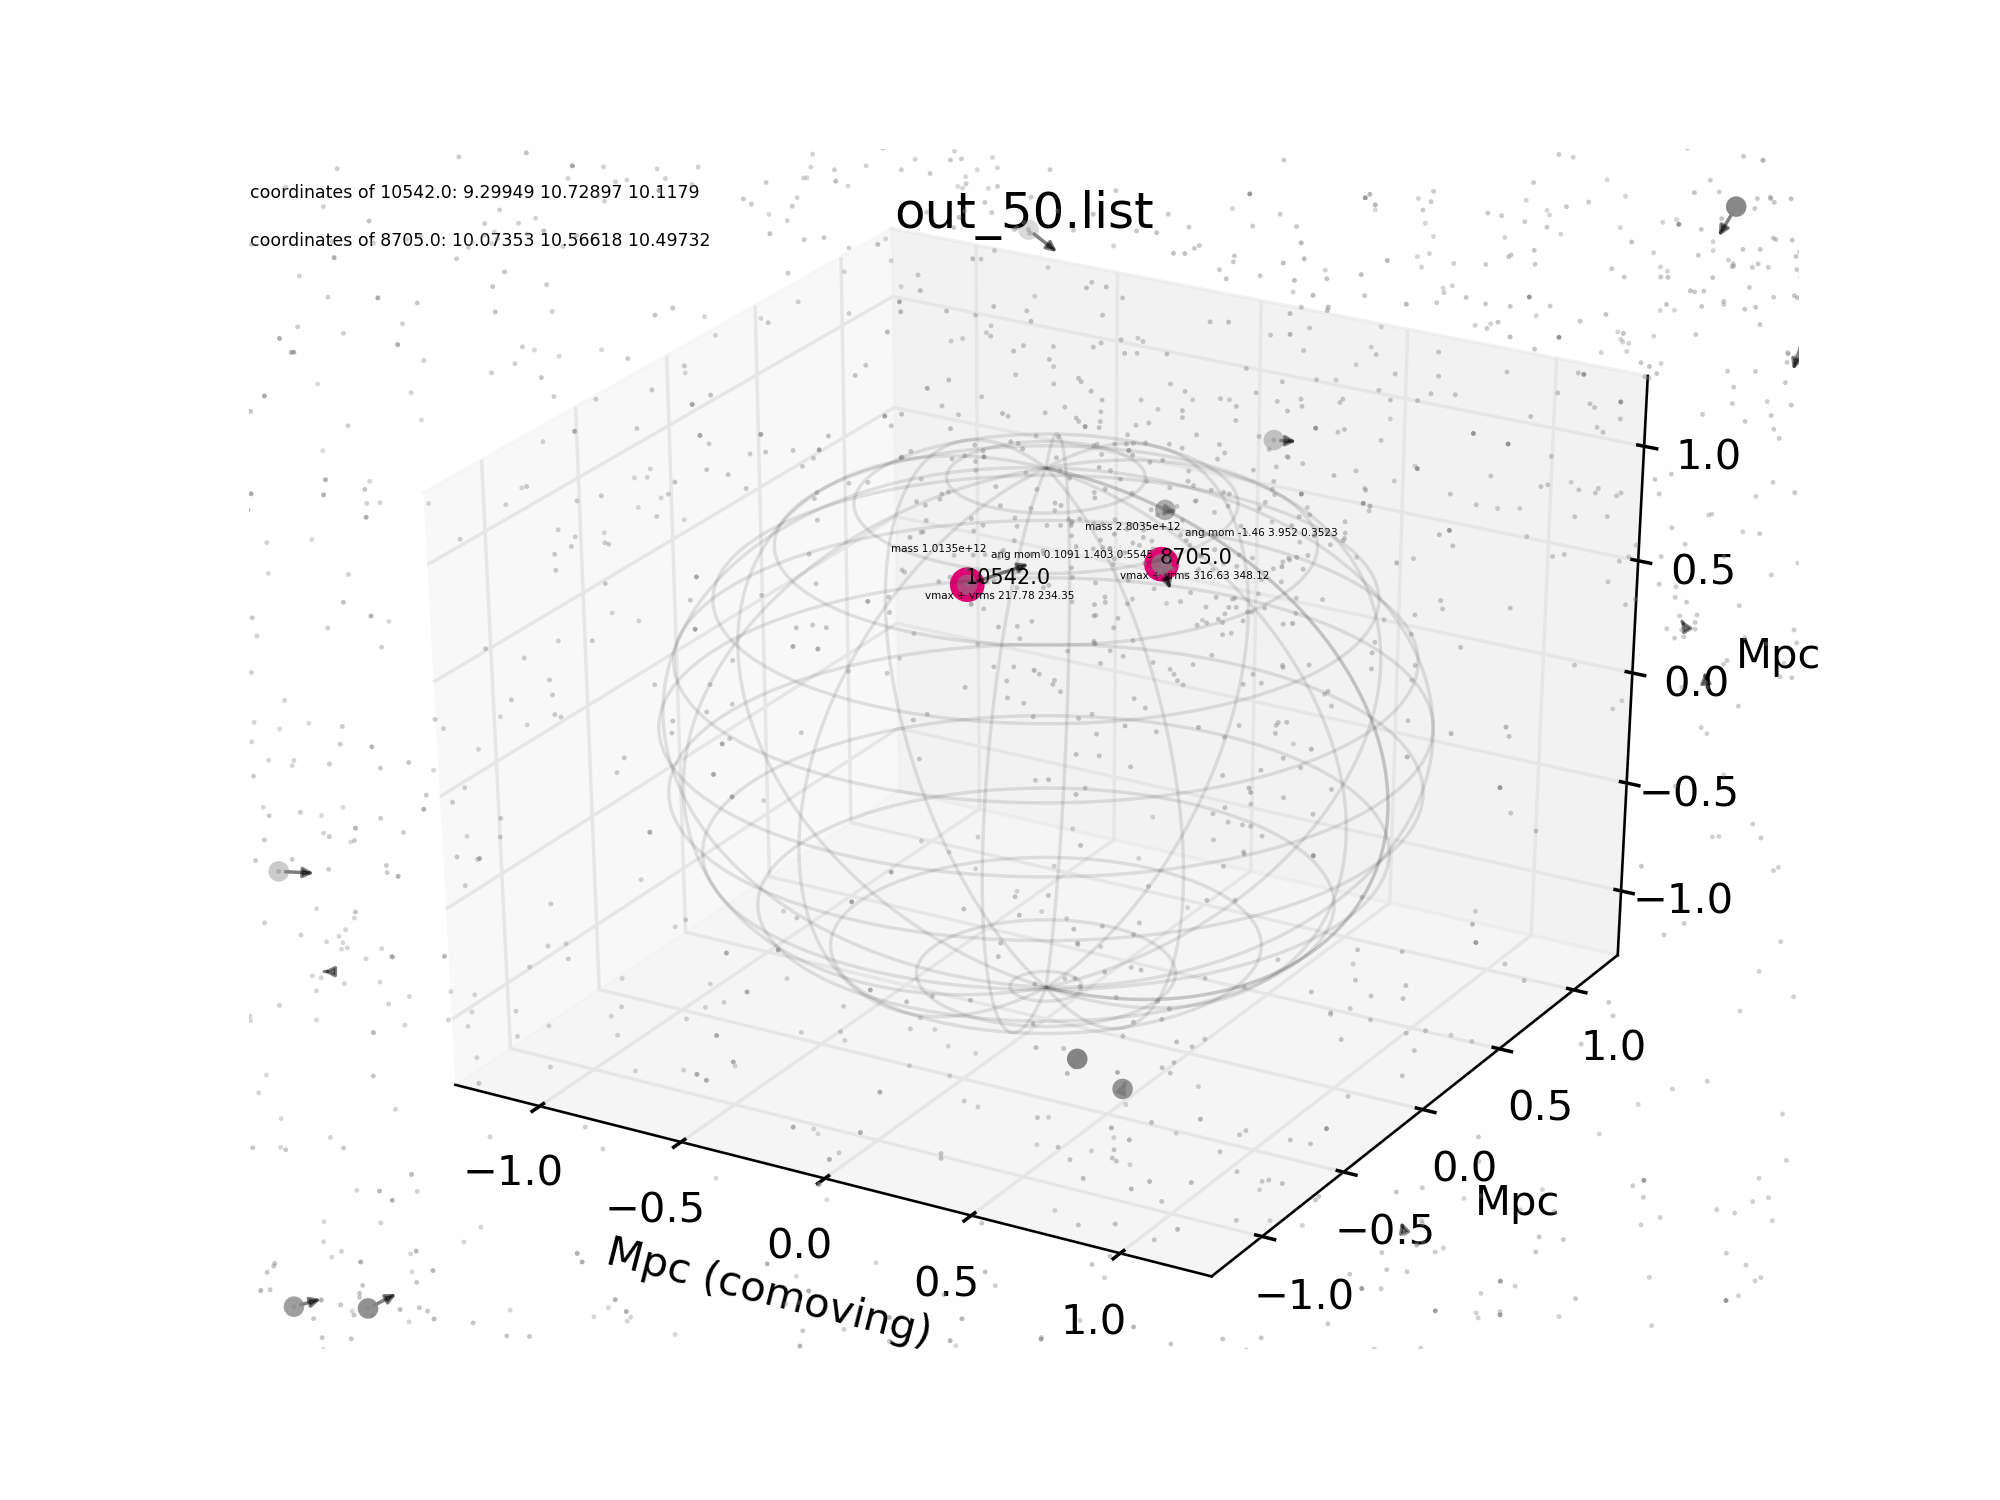 coordinates of 10542.0: 9.29949 10.72897 10.1179
out_50.list
coordinates of 8705.0: 10.07353 10.56618 10.49732
mass 2.8035e+12
ang mom -1.46 3.952 0.3523
mass 1.0135e+12
ang mom 0.1091 1.403 0.5545
8705.0
10542.0
vmax + vrms 316.63 348.12
vmax + vrms 217.78 234.35
1.0
0.5
Mpc
0.0
−0.5
−1.0
1.0
0.5
0.0
Mpc
−0.5
−1.0
−1.0
−0.5
0.0
0.5
1.0
Mpc (comoving)